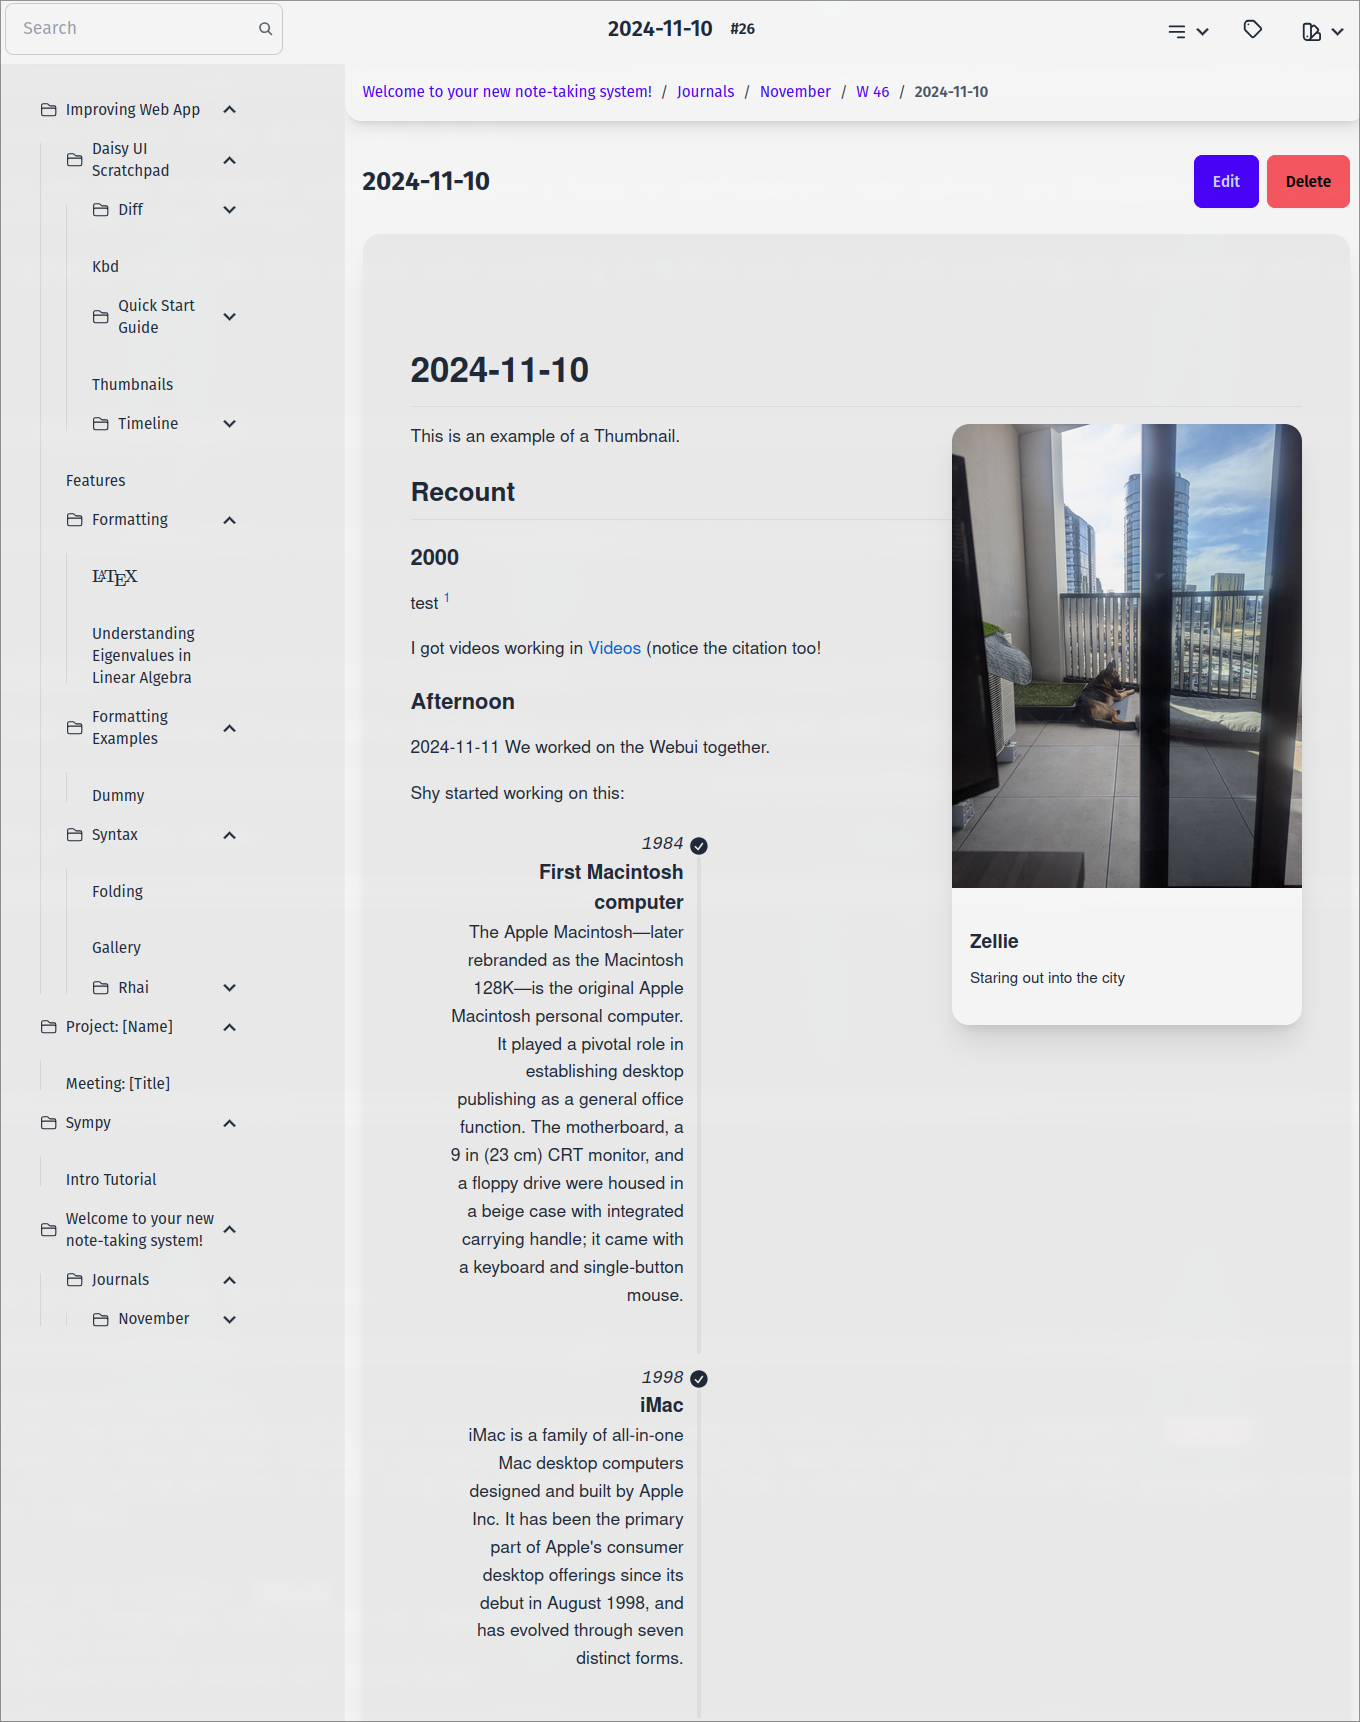 Search
2024-11-10 #26
Improving Web App
Daisy UI
Scratchpad
Diff
Kbd
Quick Start
Guide
Thumbnails
Timeline
Features
Formatting
LATEX
Understanding
Eigenvalues in
Linear Algebra
Formatting
Examples
Dummy
Syntax
Folding
Gallery
Rhai
Project: [Name]
Meeting: [Title]
Sympy
Intro Tutorial
Welcome to your new
note-taking system!
Journals
November
Welcome to your new note-taking system! / Journals / November / W 46 / 2024-11-10
2024-11-10
Edit
Delete
2024-11-10
This is an example of a Thumbnail.
Recount
2000
test 1
I got videos working in Videos (notice the citation too!
Afternoon
2024-11-11 We worked on the Webui together.
Shy started working on this:
1984
First Macintosh
computer
The Apple Macintosh—later
rebranded as the Macintosh
128K—is the original Apple
Macintosh personal computer.
It played a pivotal role in
establishing desktop
publishing as a general office
function. The motherboard, a
9 in (23 cm) CRT monitor, and
a floppy drive were housed in
a beige case with integrated
carrying handle; it came with
a keyboard and single-button
mouse.
1998
iMac
iMac is a family of all-in-one
Mac desktop computers
designed and built by Apple
Inc. It has been the primary
part of Apple's consumer
desktop offerings since its
debut in August 1998, and
has evolved through seven
distinct forms.
Zellie
Staring out into the city